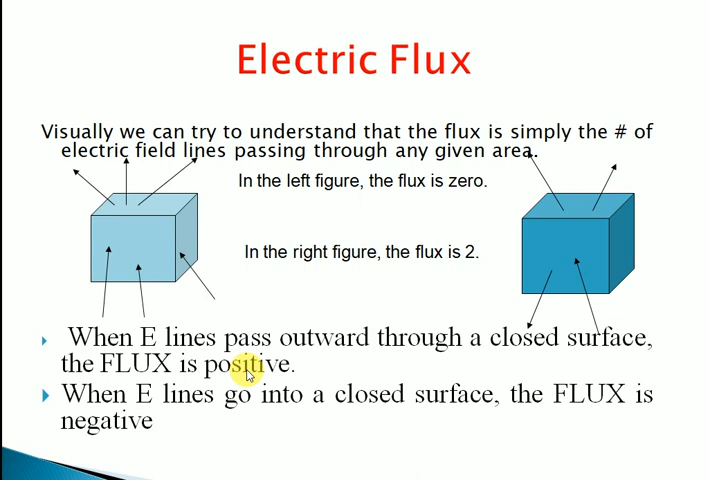 Electric Flux
Visually we can try to understand that the flux is simply the # of
electric field lines passing through any given area.
In the left figure, the flux is zero.
In the right figure, the flux is 2.
When E lines pass outward through a closed surface,
the FLUX is positive.
When E lines go into a closed surface, the FLUX is
negative